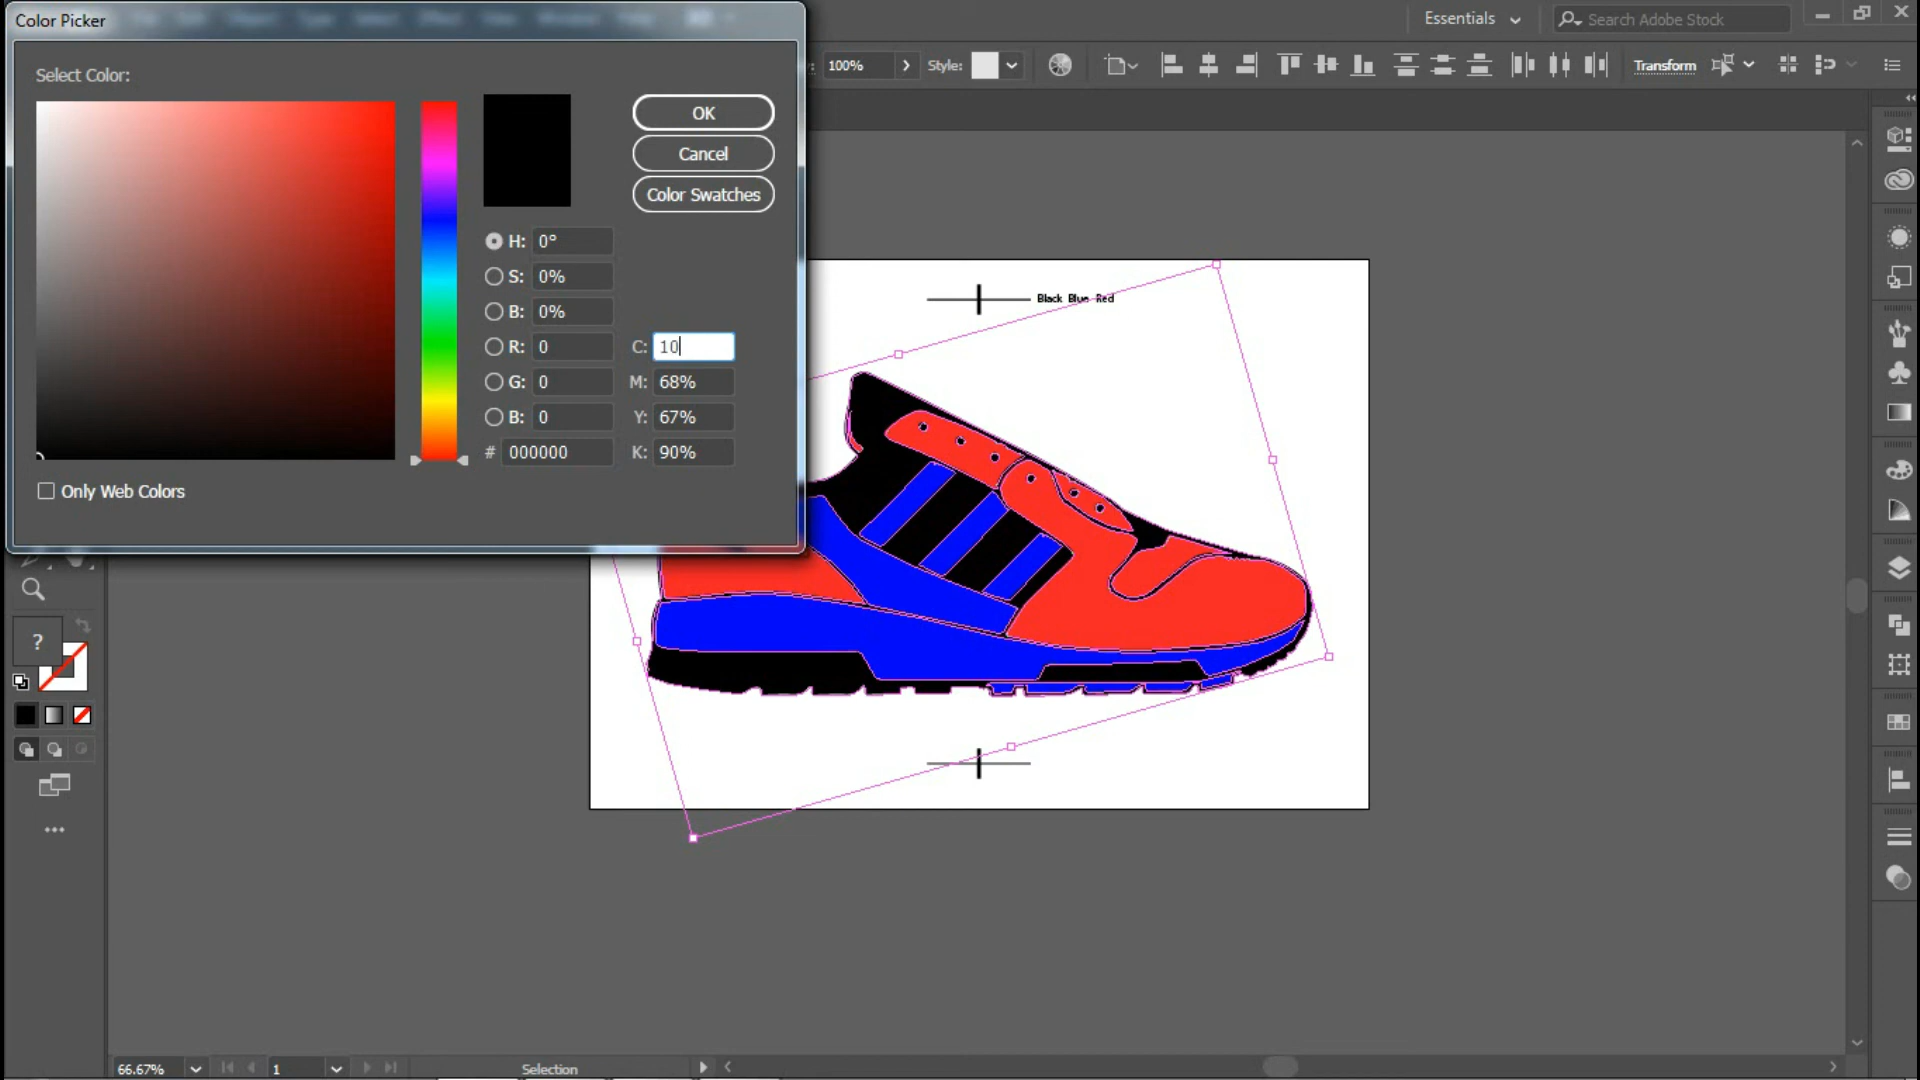 Color Picker
Essentials
Search Adobe Stock
100%
Style:
Transform
Select Color:
OK
Cancel
Color Swatches
H: 0°
S: 0%
B: 0%
R: 0
C: 10
G: 0
M: 68%
B: 0
Y: 67%
# 000000
K: 90%
Only Web Colors
Black Blue Red
?
66.67%
1
Selection